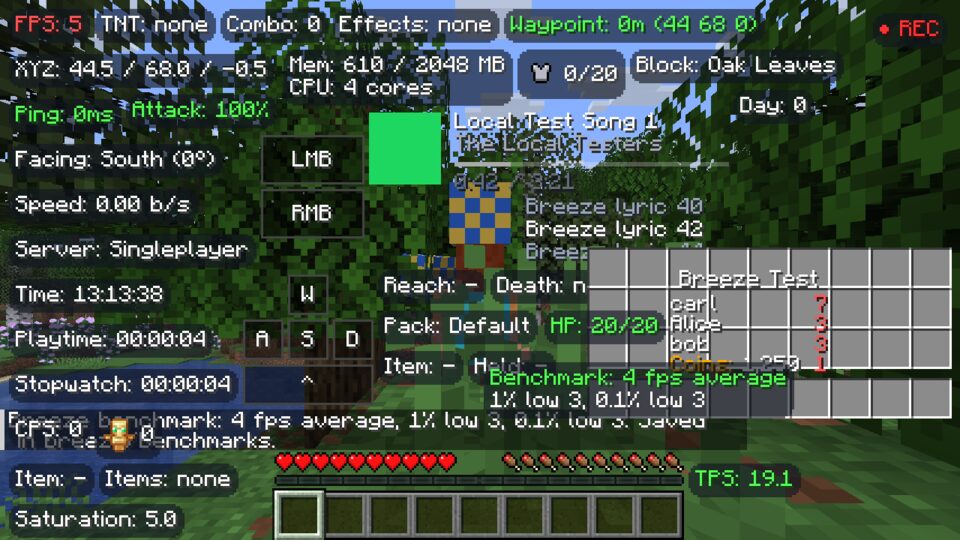 FPS: 5 TNT: none Combo: 0 Effects: none Waypoint: 0m (44 68 0) REC
XYZ: 44.5 / 68.0 / -0.5 Mem: 610 / 2048 MB 0/20 Block: Oak Leaves
CPU: 4 cores
Ping: 0ms Attack: 100% Day: 0
Local Test Song 1
The Local Testers
Facing: South (0°) LMB
0:42 / 3:21
Speed: 0.00 b/s RMB Breeze lyric 40
Breeze lyric 42
Server: Singleplayer Breeze lyric
Breeze Test
Reach: - Death: n
Time: 13:13:38 W
carl 7
Alice 3
Pack: Default HP: 20/20
Playtime: 00:00:04 A S D
bob 3
Item: - Hold: -
Coins: 1,250 1
Stopwatch: 00:00:04 ^
Benchmark: 4 fps average
1% low 3, 0.1% low 3
Breeze benchmark: 4 fps average, 1% low 3, 0.1% low 3. Saved
CPS: 0 0
in breeze benchmarks.
Item: - Items: none TPS: 19.1
Saturation: 5.0